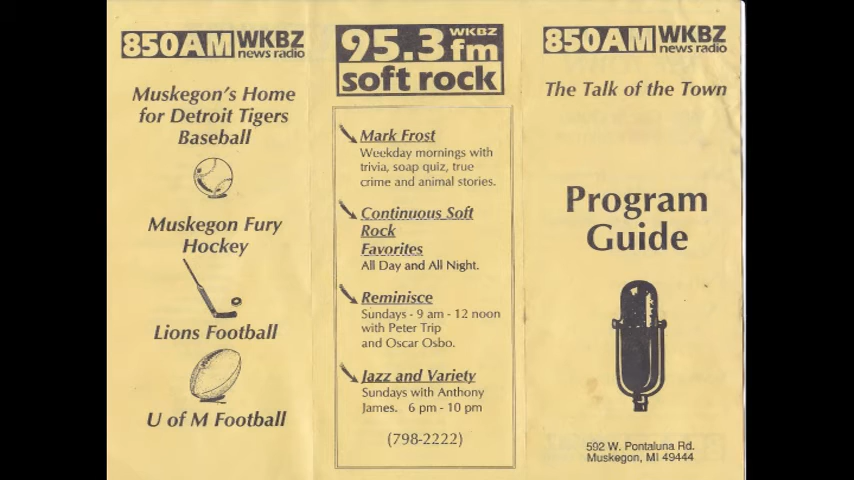 850AM WKBZ
news radio
Muskegon's Home
for Detroit Tigers
Baseball
Muskegon Fury
Hockey
Lions Football
U of M Football
95.3 WKBZ
fm
soft rock
Mark Frost
Weekday mornings with
trivia, soap quiz, true
crime and animal stories.
Continuous Soft
Rock
Favorites
All Day and All Night.
Reminisce
Sundays - 9 am - 12 noon
with Peter Trip
and Oscar Osbo.
Jazz and Variety
Sundays with Anthony
James. 6 pm - 10 pm
(798-2222)
850AM WKBZ
news radio
The Talk of the Town
Program
Guide
592 W. Pontaluna Rd.
Muskegon, MI 49444